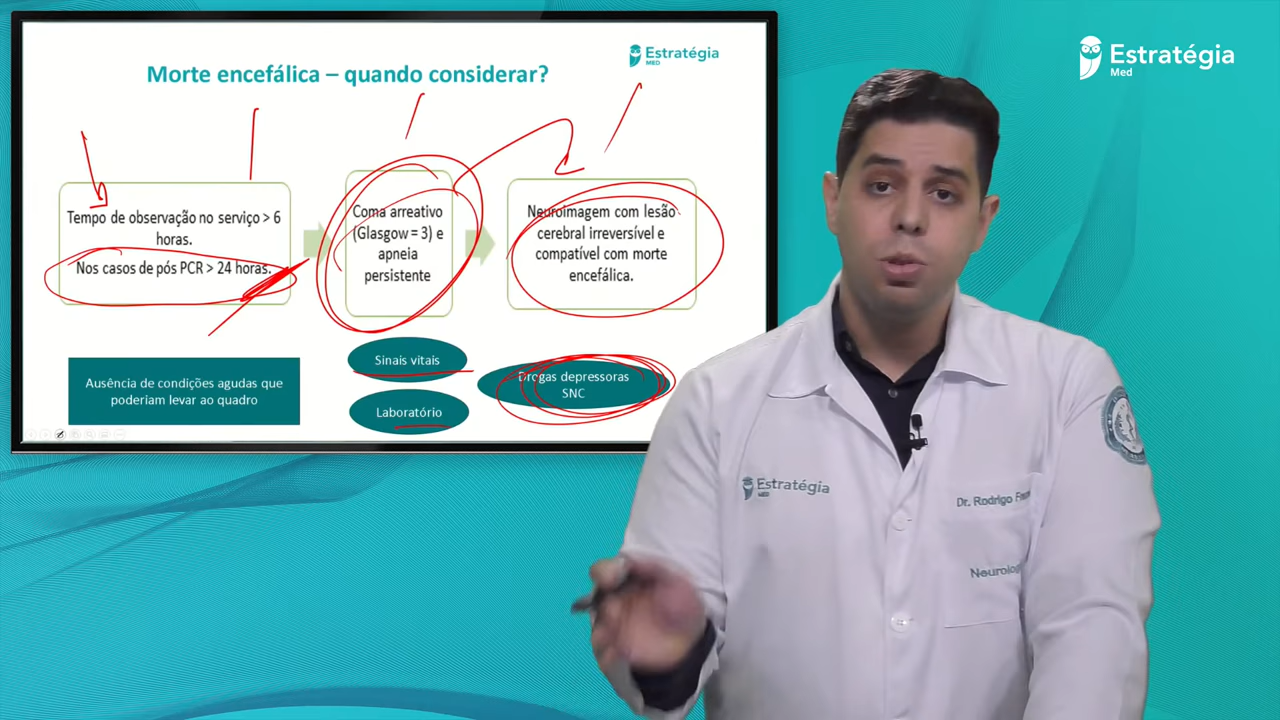 Estratégia
MED
Morte encefálica – quando considerar?
Tempo de observação no serviço > 6
horas.
Nos casos de pós PCR > 24 horas.
Coma arreativo
(Glasgow = 3) e
apneia
persistente
Neuroimagem com lesão
cerebral irreversível e
compatível com morte
encefálica.
Ausência de condições agudas que
poderiam levar ao quadro
Sinais vitais
Laboratório
Drogas depressoras
SNC
Estratégia
Med
Estratégia
MED
Dr. Rodrigo